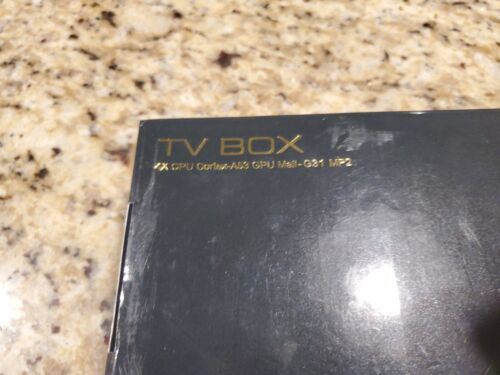 TV BOX
CPU Cortex-A53 GPU Mali-G31 MP2